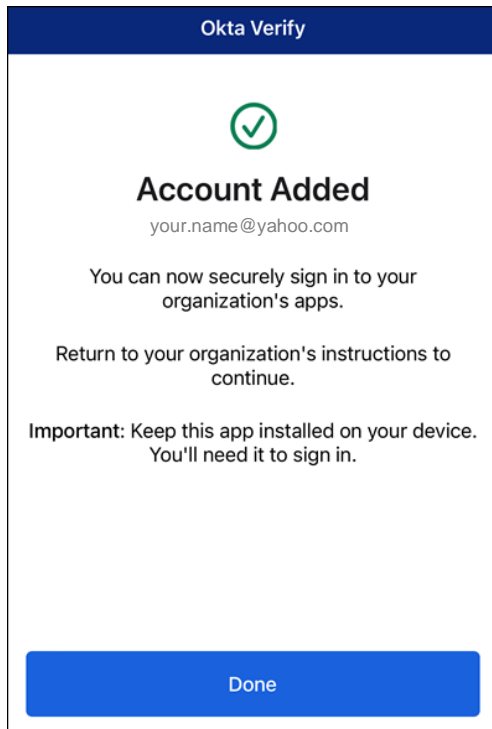 Okta Verify
Account Added
your.name@yahoo.com
You can now securely sign in to your
organization's apps.
Return to your organization's instructions to
continue.
Important: Keep this app installed on your device.
You'll need it to sign in.
Done